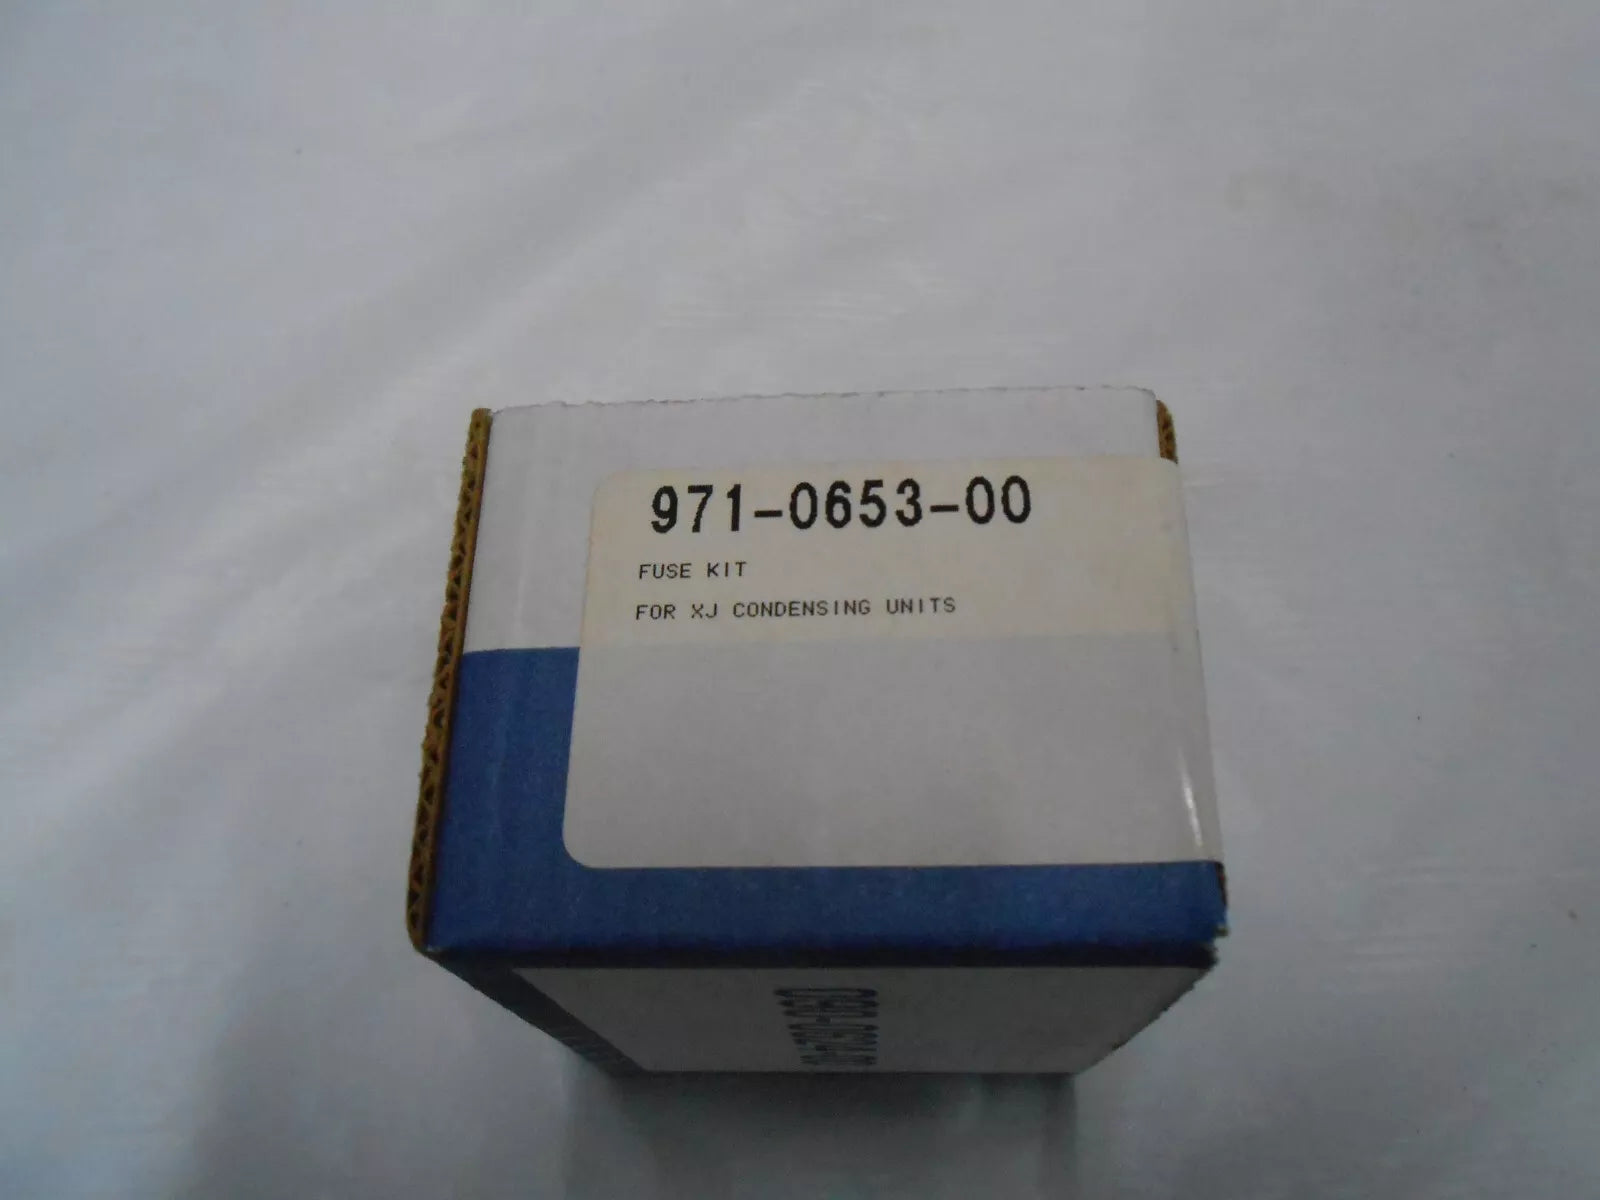 971-0653-00
FUSE KIT
FOR XJ CONDENSING UNITS